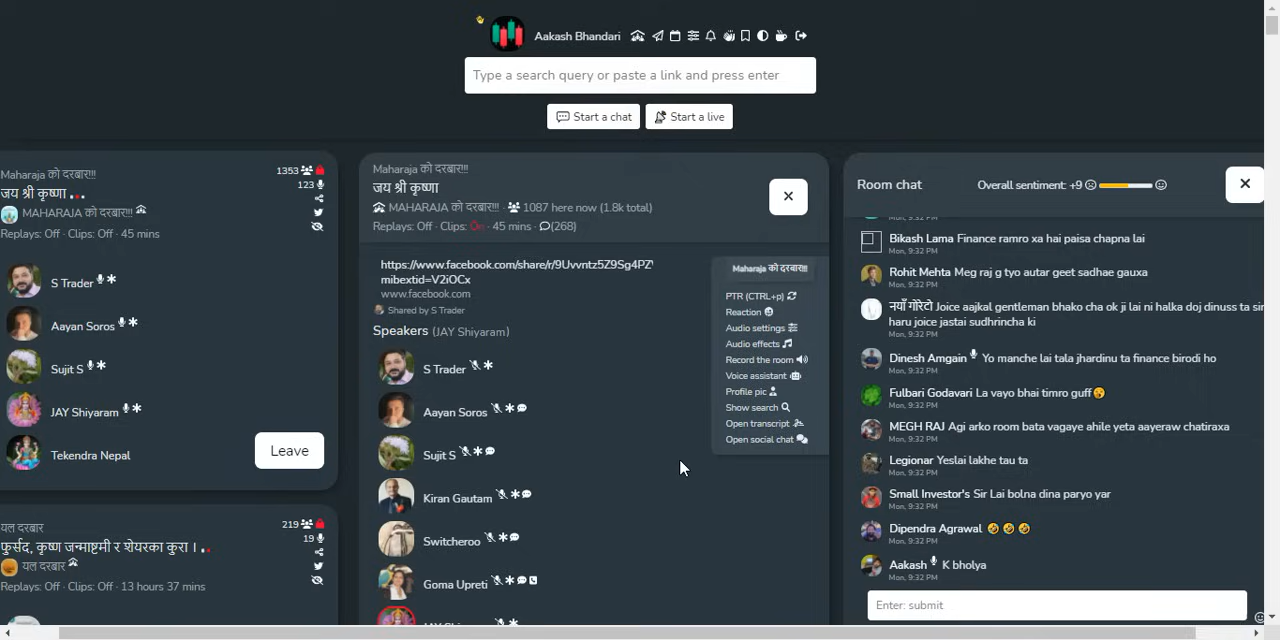 Aakash Bhandari
Type a search query or paste a link and press enter
Start a chat
Start a live
Maharaja को दरबार!!!
1353
जय श्री कृष्णा
123
MAHARAJA को दरबार!!!
Replays: Off · Clips: Off · 45 mins
S Trader
Aayan Soros
Sujit S
JAY Shiyaram
Tekendra Nepal
Leave
यल दरबार
219
फुर्सद, कृष्ण जन्माष्टमी र शेयरका कुरा ।
19
यल दरबार
Replays: Off · Clips: Off · 13 hours 37 mins
Maharaja को दरबार!!!
जय श्री कृष्णा
MAHARAJA को दरबार!!! · 1087 here now (1.8k total)
Replays: Off · Clips: On · 45 mins · (268)
https://www.facebook.com/share/r/9Uvvntz5Z9Sg4PZ
mibextid=V2iOCx
www.facebook.com
Shared by S Trader
Speakers (JAY Shiyaram)
S Trader
Aayan Soros
Sujit S
Kiran Gautam
Switcheroo
Goma Upreti
Maharaja को दरबार!!!
PTR (CTRL+p)
Reaction
Audio settings
Audio effects
Record the room
Voice assistant
Profile pic
Show search
Open transcript
Open social chat
Room chat
Overall sentiment: +9
Mon, 9:32 PM
Bikash Lama Finance ramro xa hai paisa chapna lai
Mon, 9:32 PM
Rohit Mehta Meg raj g tyo autar geet sadhae gauxa
Mon, 9:32 PM
नयाँ गोरेटो Joice aajkal gentleman bhako cha ok ji lai ni halka doj dinuss ta sir
haru joice jastai sudhrincha ki
Mon, 9:32 PM
Dinesh Amgain Yo manche lai tala jhardinu ta finance birodi ho
Mon, 9:32 PM
Fulbari Godavari La vayo bhai timro guff😮
Mon, 9:32 PM
MEGH RAJ Agi arko room bata vagaye ahile yeta aayeraw chatiraxa
Mon, 9:32 PM
Legionar Yeslai lakhe tau ta
Mon, 9:32 PM
Small Investor's Sir Lai bolna dina paryo yar
Mon, 9:32 PM
Dipendra Agrawal 🤣🤣🤣
Mon, 9:32 PM
Aakash K bholya
Mon, 9:32 PM
Enter: submit